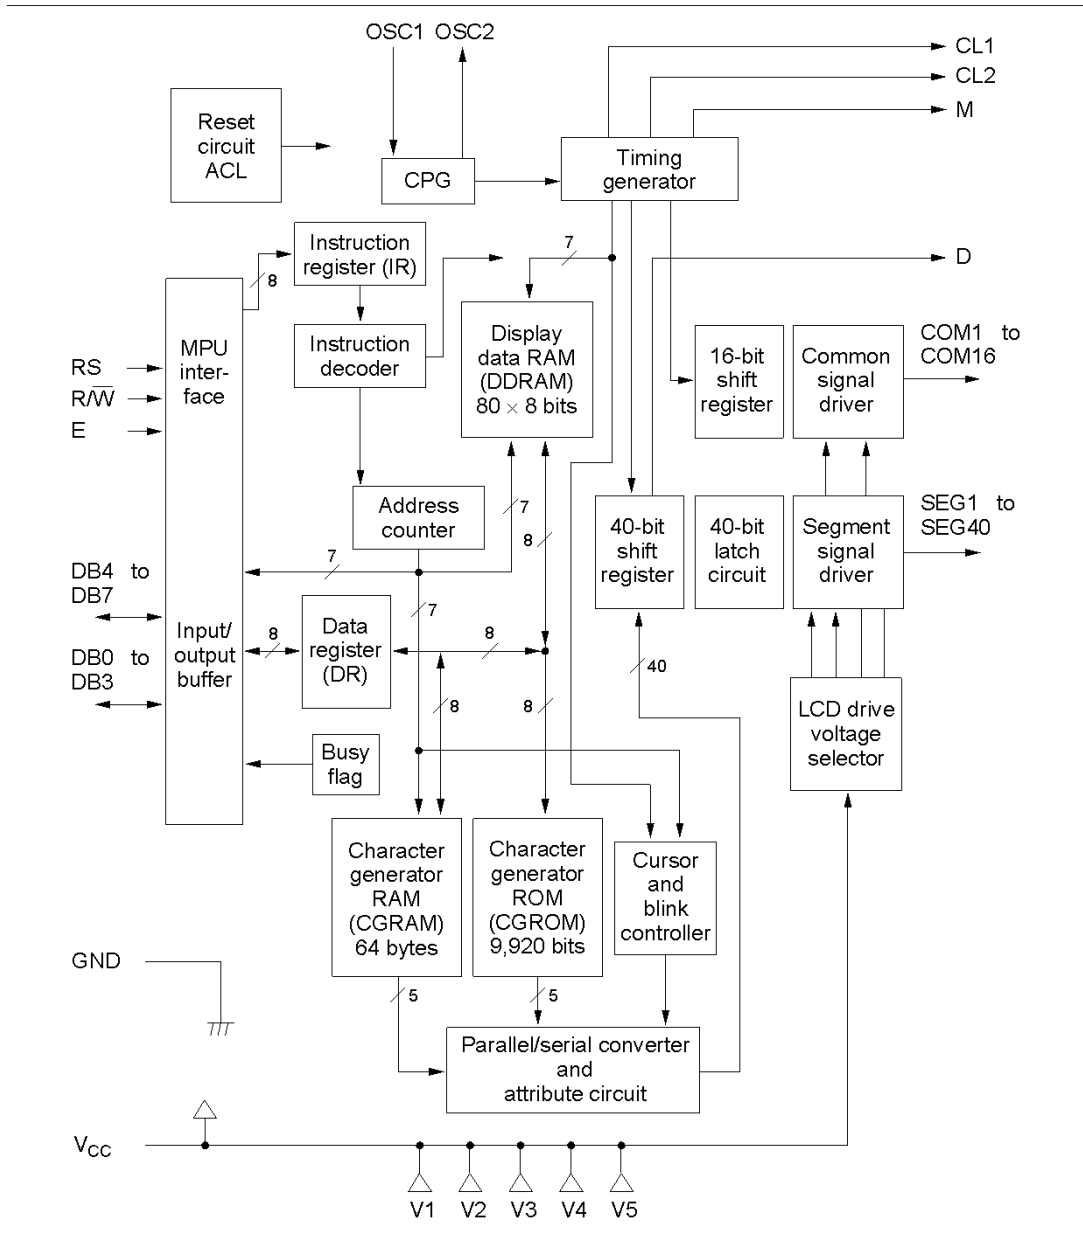 OSC1 OSC2
CL1
CL2
M
Reset
circuit
ACL
CPG
Timing
generator
Instruction
register (IR)
8
7
D
MPU
inter-
face
Instruction
decoder
Display
data RAM
(DDRAM)
80 × 8 bits
16-bit
shift
register
Common
signal
driver
COM1 to
COM16
RS
R/W̅
E
Address
counter
7
8
40-bit
shift
register
40-bit
latch
circuit
Segment
signal
driver
SEG1 to
SEG40
DB4 to
DB7
7
7
Input/
output
buffer
8
Data
register
(DR)
8
DB0 to
DB3
8
8
40
LCD drive
voltage
selector
Busy
flag
Character
generator
RAM
(CGRAM)
64 bytes
Character
generator
ROM
(CGROM)
9,920 bits
Cursor
and
blink
controller
GND
5
5
Parallel/serial converter
and
attribute circuit
VCC
V1 V2 V3 V4 V5